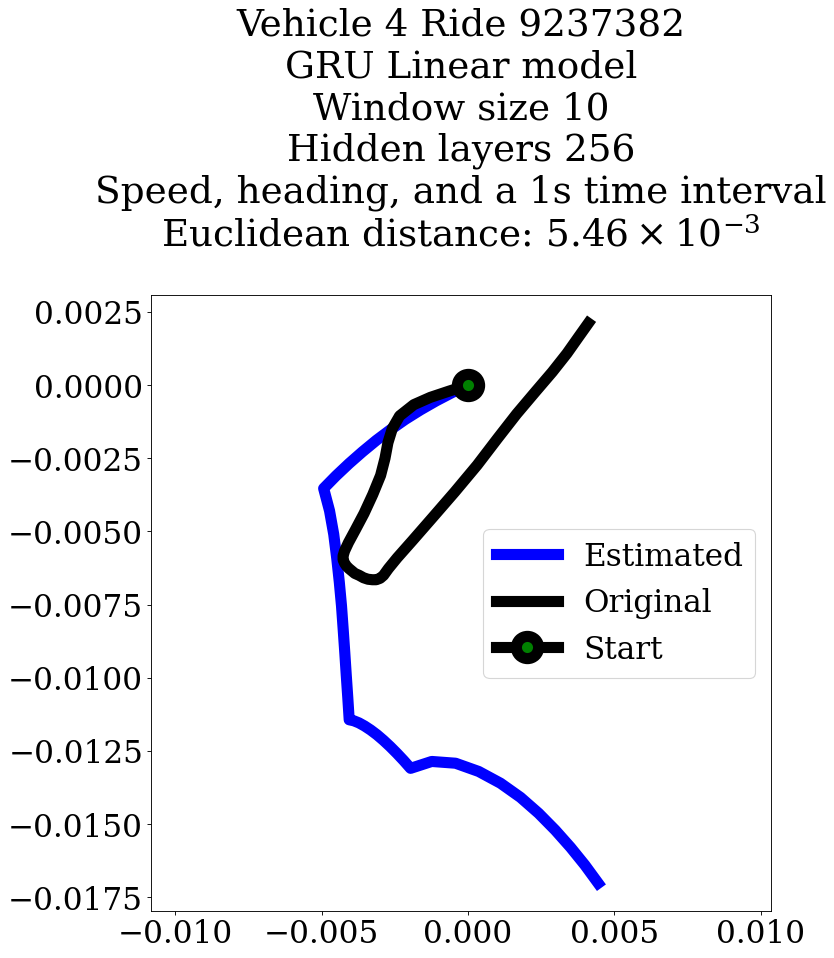 Vehicle 4 Ride 9237382
GRU Linear model
Window size 10
Hidden layers 256
Speed, heading, and a 1s time interval
Euclidean distance: 5.46 × 10⁻³
0.0025
0.0000
−0.0025
−0.0050
−0.0075
−0.0100
−0.0125
−0.0150
−0.0175
Estimated
Original
Start
−0.010 −0.005 0.000 0.005 0.010